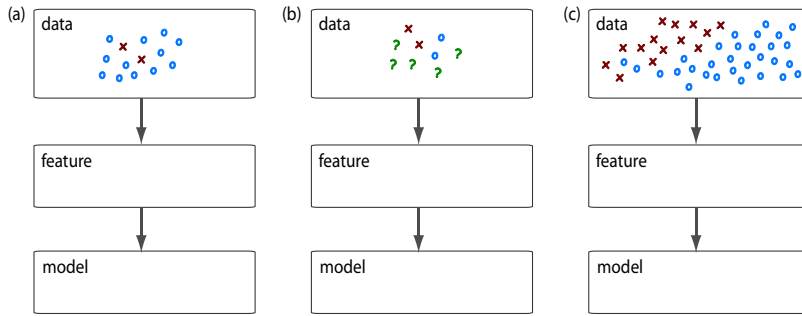 (a)
data
feature
model
(b)
data
? ? ? ? ? ?
feature
model
(c)
data
feature
model